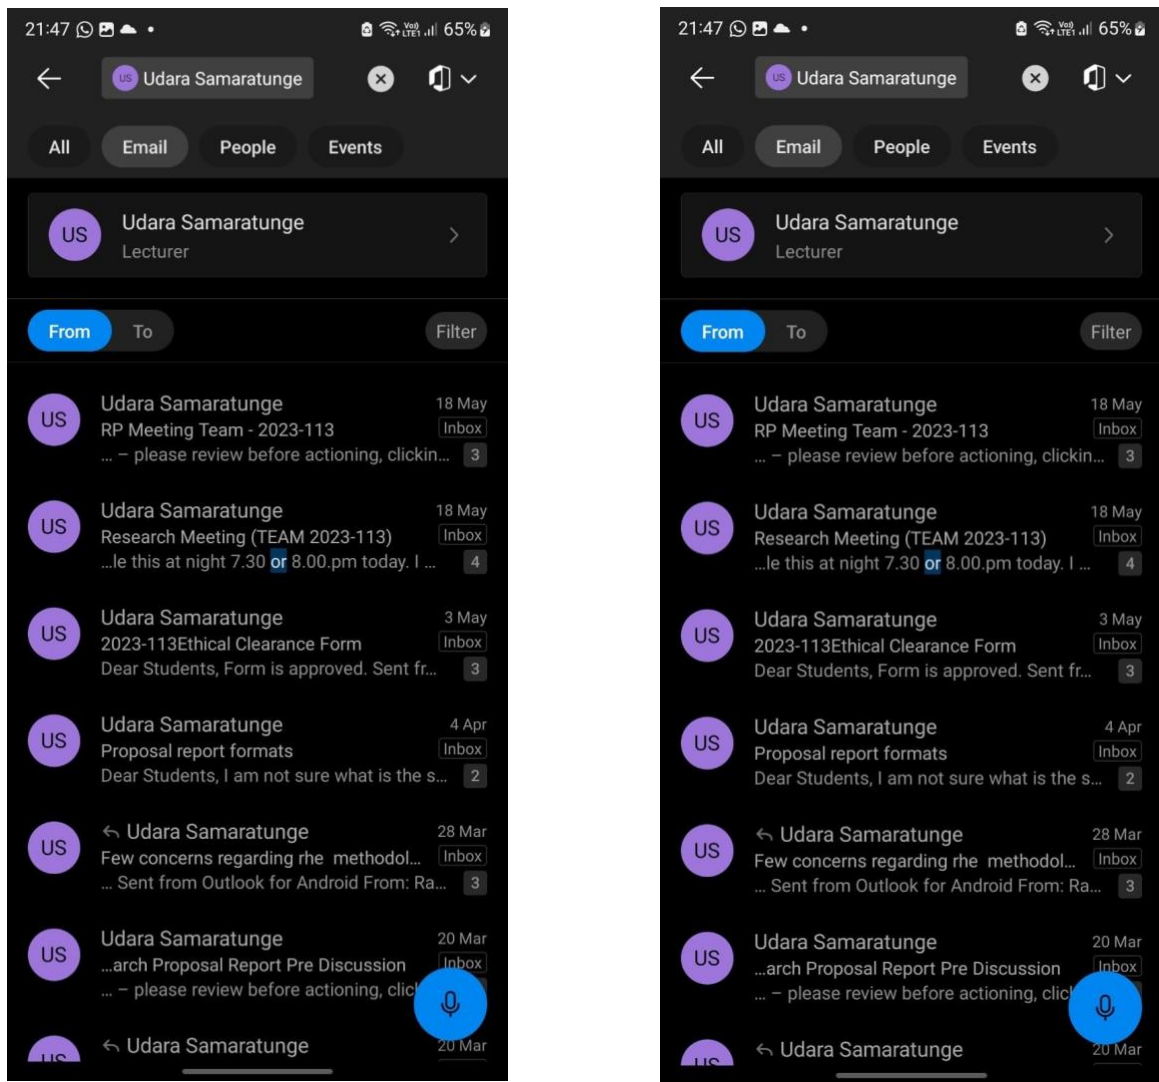 21:47 65%
Udara Samaratunge
All Email People Events
US Udara Samaratunge
Lecturer
From To Filter
US Udara Samaratunge 18 May
RP Meeting Team - 2023-113 Inbox
... – please review before actioning, clickin... 3
US Udara Samaratunge 18 May
Research Meeting (TEAM 2023-113) Inbox
...le this at night 7.30 or 8.00.pm today. I ... 4
US Udara Samaratunge 3 May
2023-113Ethical Clearance Form Inbox
Dear Students, Form is approved. Sent fr... 3
US Udara Samaratunge 4 Apr
Proposal report formats Inbox
Dear Students, I am not sure what is the s... 2
US Udara Samaratunge 28 Mar
Few concerns regarding rhe methodol... Inbox
... Sent from Outlook for Android From: Ra... 3
US Udara Samaratunge 20 Mar
...arch Proposal Report Pre Discussion Inbox
... – please review before actioning, clic
US Udara Samaratunge 20 Mar
21:47 Vo) LTE1 65%
US Udara Samaratunge
All Email People Events
US Udara Samaratunge
Lecturer
From To Filter
US Udara Samaratunge 18 May
RP Meeting Team - 2023-113 Inbox
... – please review before actioning, clickin... 3
US Udara Samaratunge 18 May
Research Meeting (TEAM 2023-113) Inbox
...le this at night 7.30 or 8.00.pm today. I ... 4
US Udara Samaratunge 3 May
2023-113Ethical Clearance Form Inbox
Dear Students, Form is approved. Sent fr... 3
US Udara Samaratunge 4 Apr
Proposal report formats Inbox
Dear Students, I am not sure what is the s... 2
US Udara Samaratunge 28 Mar
Few concerns regarding rhe methodol... Inbox
... Sent from Outlook for Android From: Ra... 3
US Udara Samaratunge 20 Mar
...arch Proposal Report Pre Discussion Inbox
... – please review before actioning, clic
US Udara Samaratunge 20 Mar